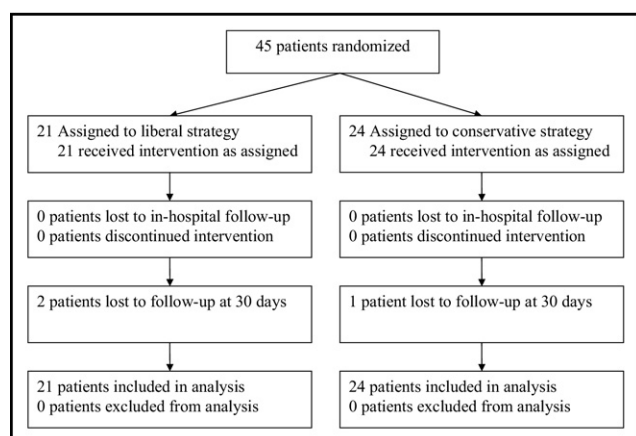 45 patients randomized
21 Assigned to liberal strategy
21 received intervention as assigned
24 Assigned to conservative strategy
24 received intervention as assigned
0 patients lost to in-hospital follow-up
0 patients discontinued intervention
0 patients lost to in-hospital follow-up
0 patients discontinued intervention
2 patients lost to follow-up at 30 days
1 patient lost to follow-up at 30 days
21 patients included in analysis
0 patients excluded from analysis
24 patients included in analysis
0 patients excluded from analysis